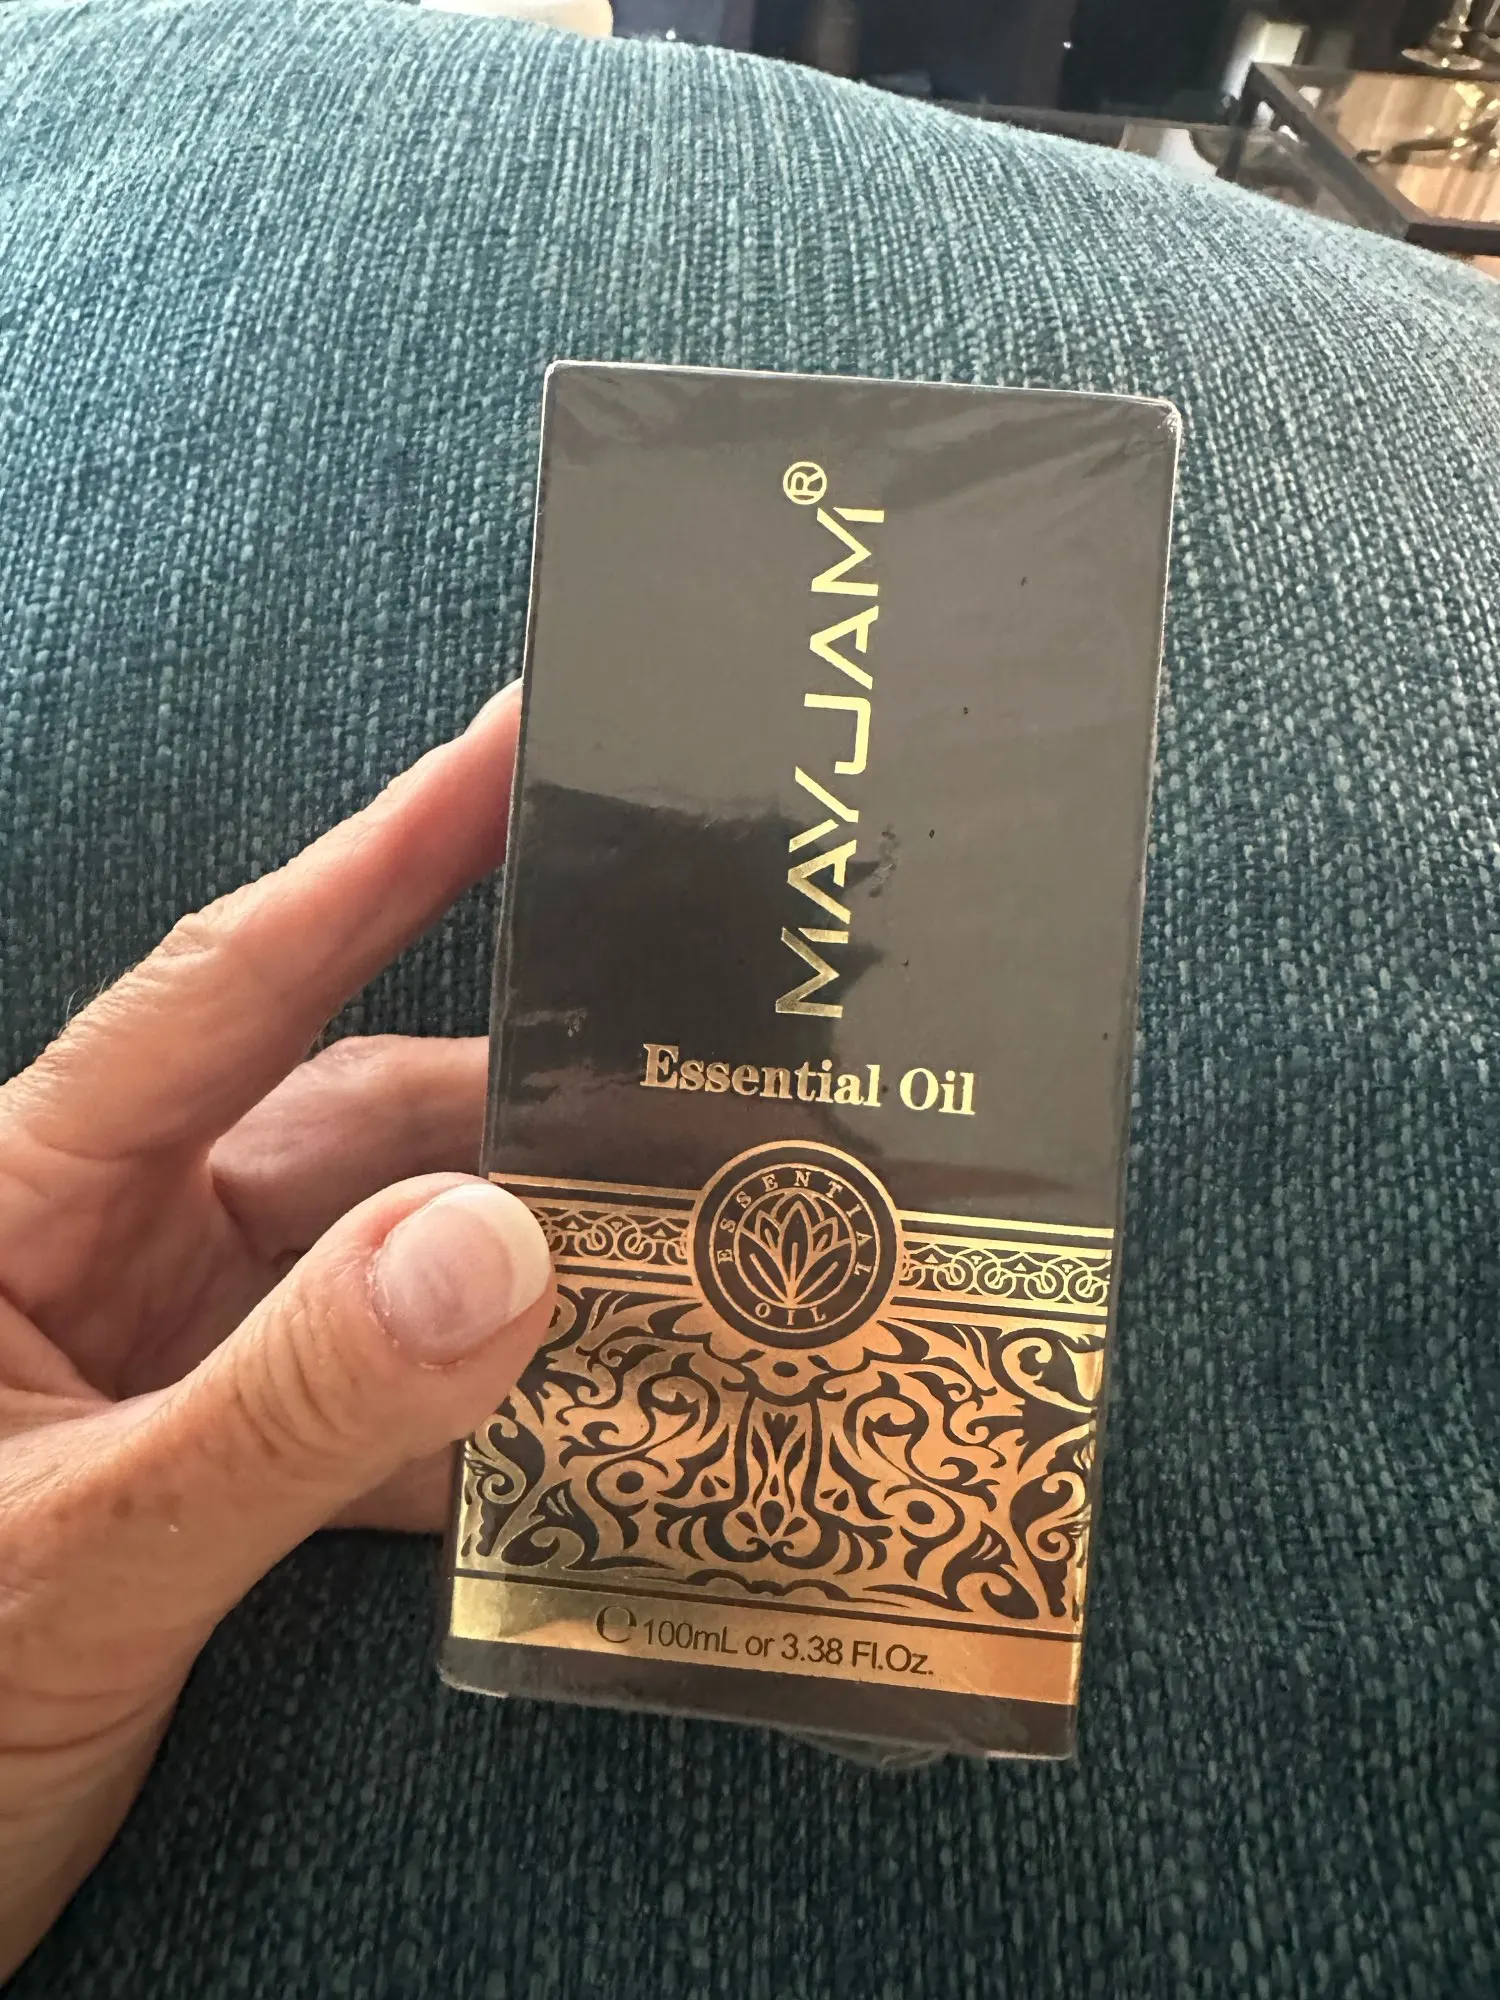 MAYJAM®
Essential Oil
ESSENTIAL
OIL
℮100mL or 3.38 Fl.Oz.